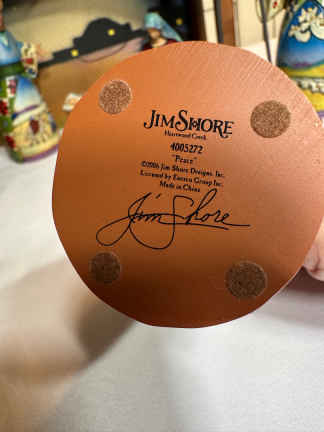 JIM SHORE
Heartwood Creek
4005272
"Peace"
©2006 Jim Shore Designs, Inc.
Licensed by Enesco Group Inc.
Made in China
Jim Shore